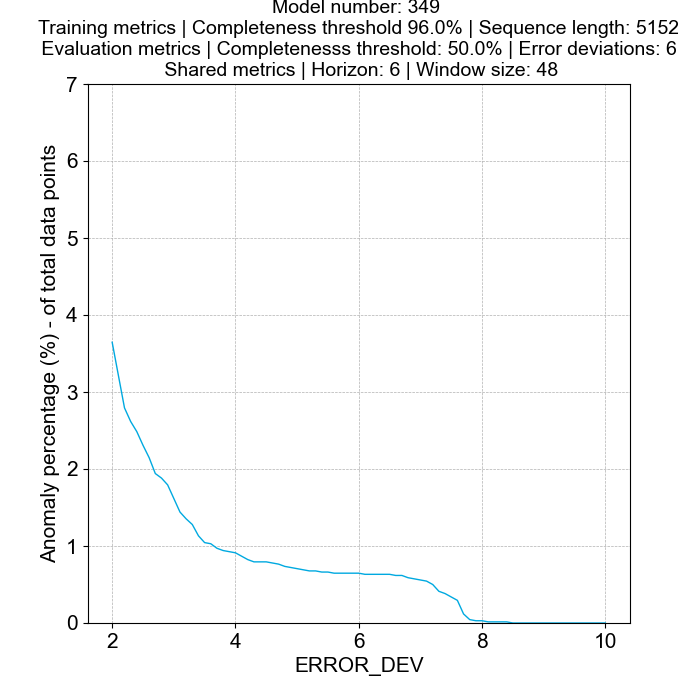 Model number: 349
Training metrics | Completeness threshold 96.0% | Sequence length: 5152
Evaluation metrics | Completenesss threshold: 50.0% | Error deviations: 6
Shared metrics | Horizon: 6 | Window size: 48
7
6
5
4
3
2
1
0
Anomaly percentage (%) - of total data points
2 4 6 8 10
ERROR_DEV